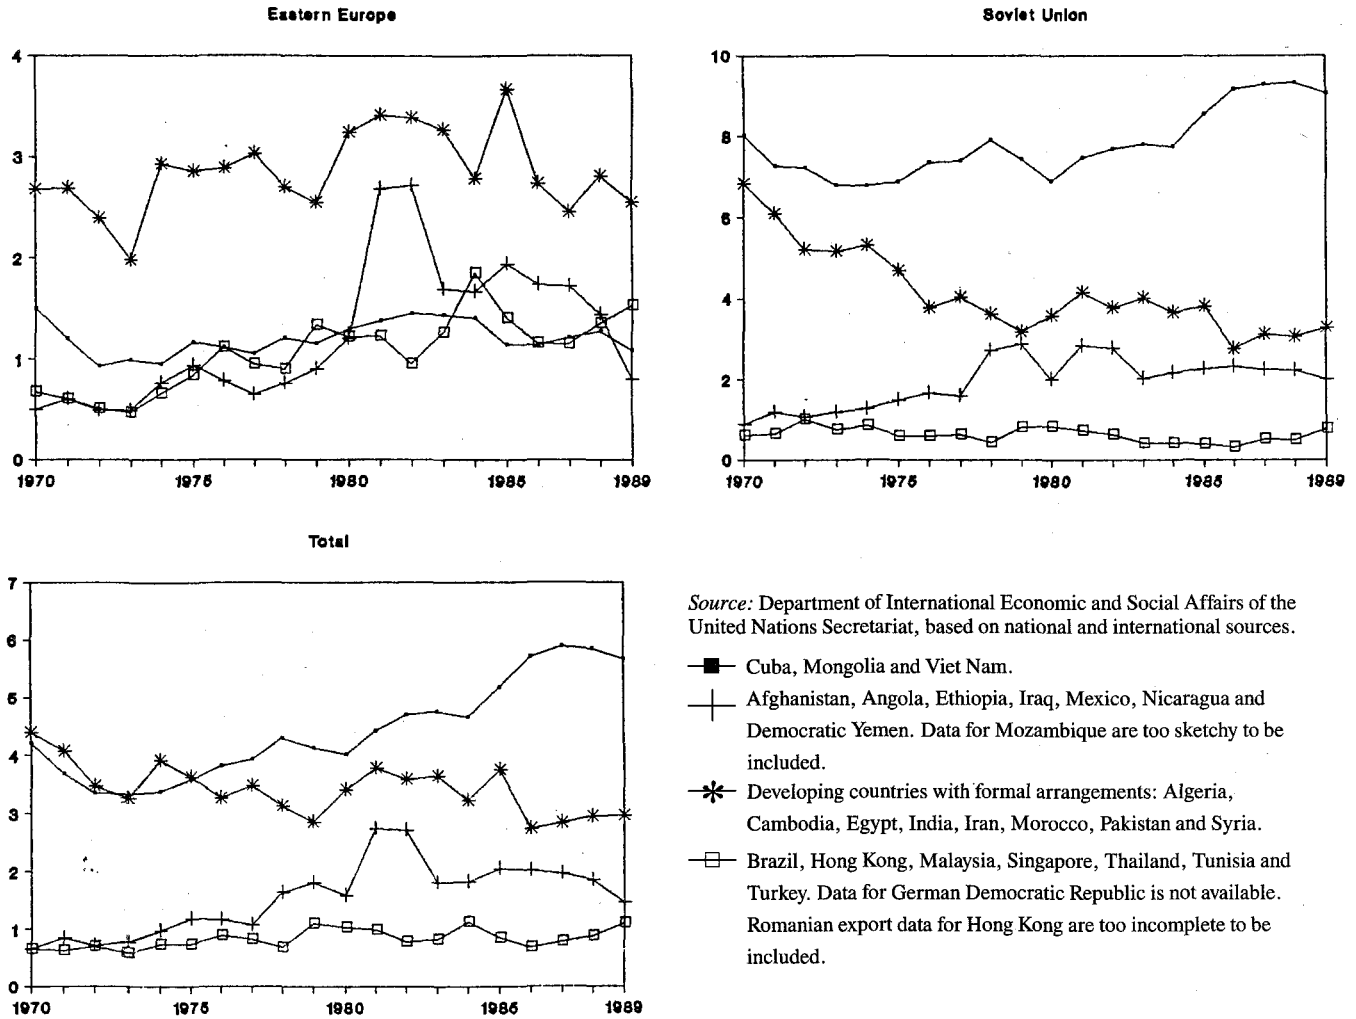 Eastern Europe
4
3
2
1
0
1970 1975 1980 1985 1989
Soviet Union
10
8
6
4
2
0
1970 1975 1980 1985 1989
Total
7
6
5
4
3
2
1
0
1970 1975 1980 1985 1989
Source: Department of International Economic and Social Affairs of the
United Nations Secretariat, based on national and international sources.
Cuba, Mongolia and Viet Nam.
Afghanistan, Angola, Ethiopia, Iraq, Mexico, Nicaragua and
Democratic Yemen. Data for Mozambique are too sketchy to be
included.
Developing countries with formal arrangements: Algeria,
Cambodia, Egypt, India, Iran, Morocco, Pakistan and Syria.
Brazil, Hong Kong, Malaysia, Singapore, Thailand, Tunisia and
Turkey. Data for German Democratic Republic is not available.
Romanian export data for Hong Kong are too incomplete to be
included.